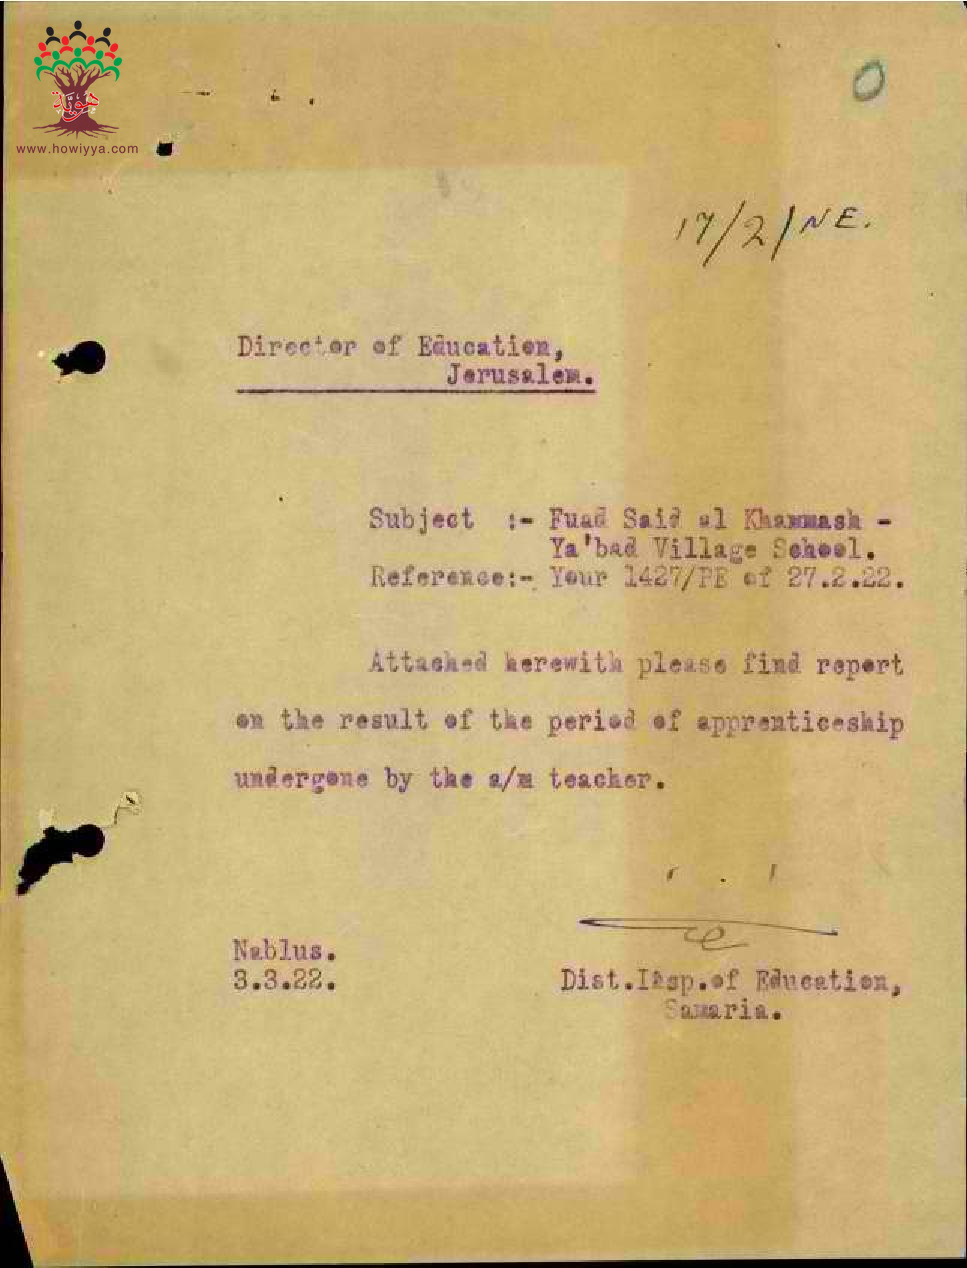 هوية
www.howiyya.com
17/2/NE.
Director of Education,
Jerusalem.
Subject :- Fuad Said al Khammash -
Ya'bad Village School.
Reference:- Your 1427/PE of 27.2.22.
Attached herewith please find report
on the result of the period of apprenticeship
undergone by the a/m teacher.
Nablus.
3.3.22.
Dist.Insp.of Education,
Samaria.